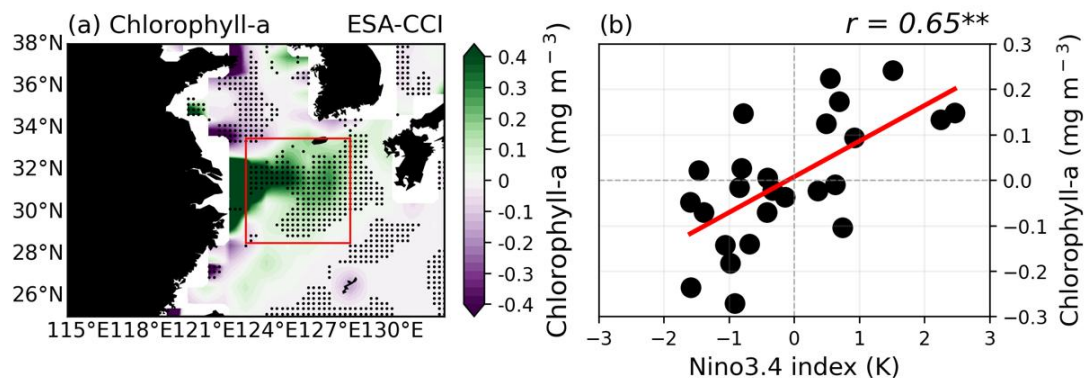 (a) Chlorophyll-a ESA-CCI
38°N
36°N
34°N
32°N
30°N
28°N
26°N
115°E118°E121°E124°E127°E130°E
0.4
0.3
0.2
0.1
0
-0.1
-0.2
-0.3
-0.4
Chlorophyll-a (mg m⁻³)
(b) r = 0.65**
0.3
0.2
0.1
0.0
−0.1
−0.2
−0.3
Chlorophyll-a (mg m⁻³)
−3 −2 −1 0 1 2 3
Nino3.4 index (K)